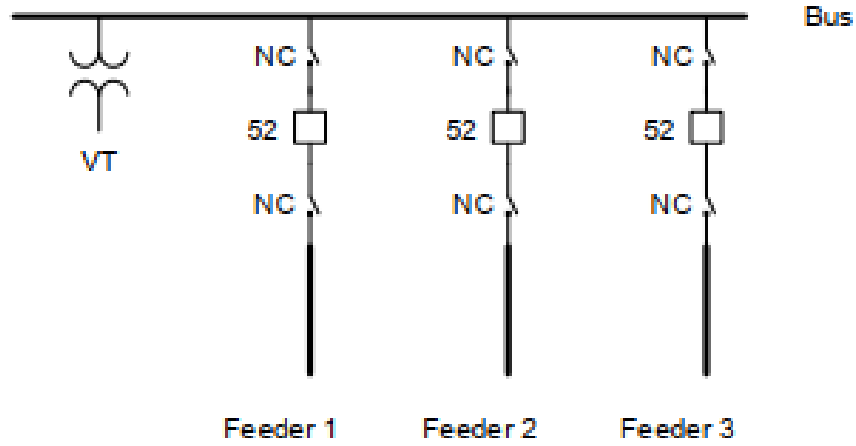 Bus
NC NC NC
52 52 52
VT
NC NC NC
Feeder 1 Feeder 2 Feeder 3